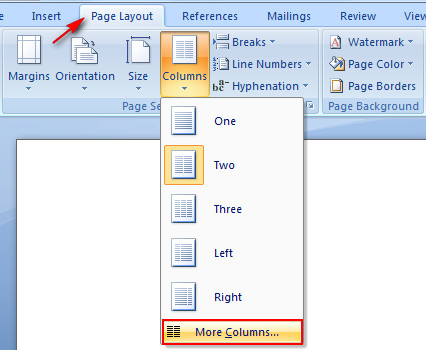 Insert Page Layout References Mailings Review View
Margins Orientation Size Columns
Breaks
Line Numbers
Hyphenation
Watermark
Page Color
Page Borders
Page Se
Page Background
One
Two
Three
Left
Right
More Columns...